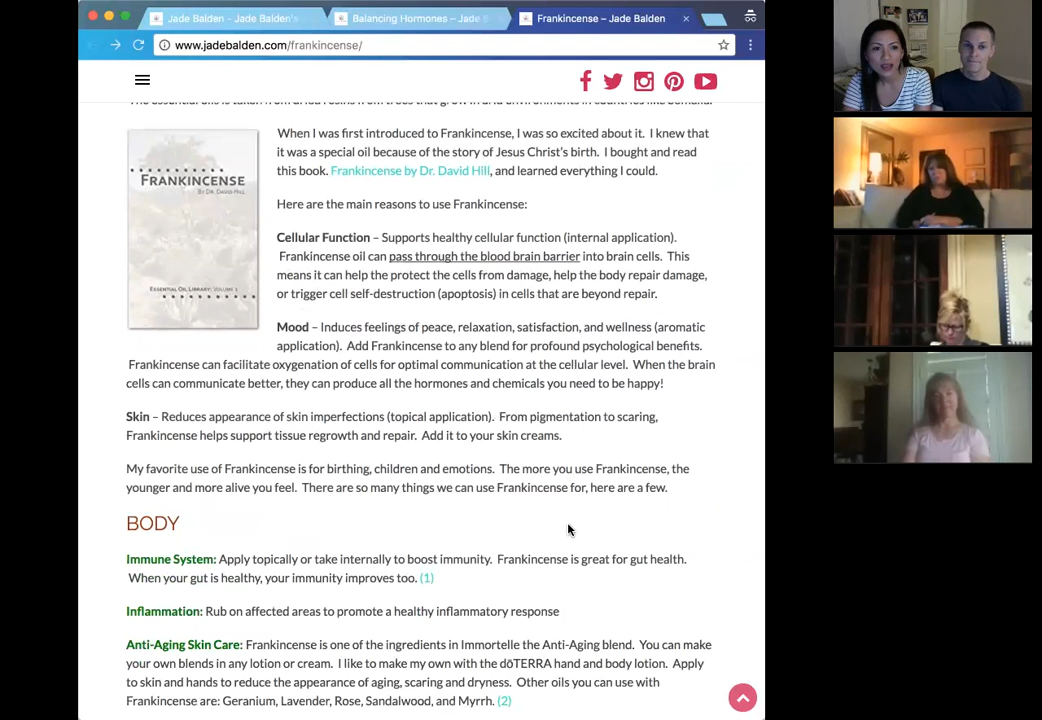 Jade Balden - Jade Balden's
Balancing Hormones – Jade B
Frankincense – Jade Balden
www.jadebalden.com/frankincense/
When I was first introduced to Frankincense, I was so excited about it. I knew that
it was a special oil because of the story of Jesus Christ's birth. I bought and read
this book. Frankincense by Dr. David Hill, and learned everything I could.
FRANKINCENSE
BY DR. DAVID HILL
ESSENTIAL OIL LIBRARY: VOLUME 1
Here are the main reasons to use Frankincense:
Cellular Function – Supports healthy cellular function (internal application).
Frankincense oil can pass through the blood brain barrier into brain cells. This
means it can help the protect the cells from damage, help the body repair damage,
or trigger cell self-destruction (apoptosis) in cells that are beyond repair.
Mood – Induces feelings of peace, relaxation, satisfaction, and wellness (aromatic
application). Add Frankincense to any blend for profound psychological benefits.
Frankincense can facilitate oxygenation of cells for optimal communication at the cellular level. When the brain
cells can communicate better, they can produce all the hormones and chemicals you need to be happy!
Skin – Reduces appearance of skin imperfections (topical application). From pigmentation to scaring,
Frankincense helps support tissue regrowth and repair. Add it to your skin creams.
My favorite use of Frankincense is for birthing, children and emotions. The more you use Frankincense, the
younger and more alive you feel. There are so many things we can use Frankincense for, here are a few.
BODY
Immune System: Apply topically or take internally to boost immunity. Frankincense is great for gut health.
When your gut is healthy, your immunity improves too. (1)
Inflammation: Rub on affected areas to promote a healthy inflammatory response
Anti-Aging Skin Care: Frankincense is one of the ingredients in Immortelle the Anti-Aging blend. You can make
your own blends in any lotion or cream. I like to make my own with the dōTERRA hand and body lotion. Apply
to skin and hands to reduce the appearance of aging, scaring and dryness. Other oils you can use with
Frankincense are: Geranium, Lavender, Rose, Sandalwood, and Myrrh. (2)